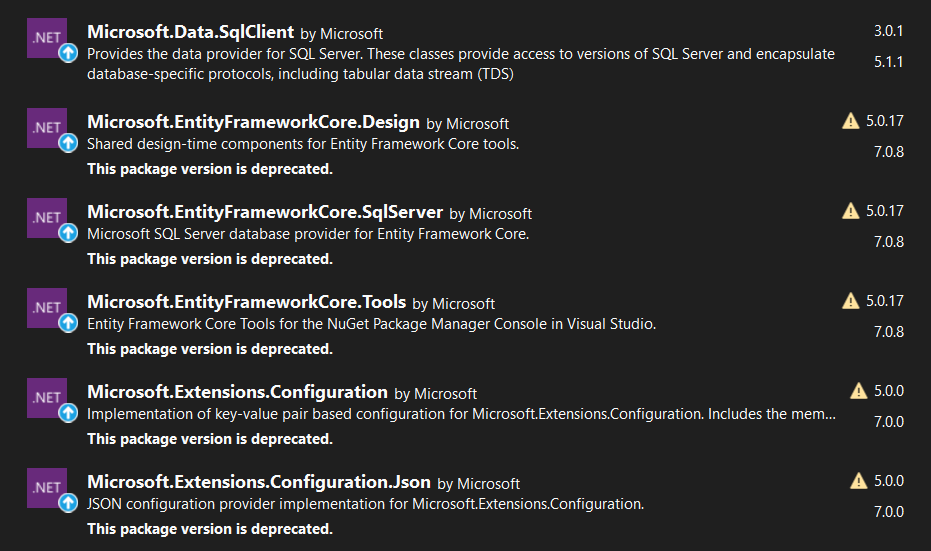 .NET
Microsoft.Data.SqlClient by Microsoft
3.0.1
Provides the data provider for SQL Server. These classes provide access to versions of SQL Server and encapsulate
5.1.1
database-specific protocols, including tabular data stream (TDS)
.NET
Microsoft.EntityFrameworkCore.Design by Microsoft
5.0.17
Shared design-time components for Entity Framework Core tools.
7.0.8
This package version is deprecated.
.NET
Microsoft.EntityFrameworkCore.SqlServer by Microsoft
5.0.17
Microsoft SQL Server database provider for Entity Framework Core.
7.0.8
This package version is deprecated.
.NET
Microsoft.EntityFrameworkCore.Tools by Microsoft
5.0.17
Entity Framework Core Tools for the NuGet Package Manager Console in Visual Studio.
7.0.8
This package version is deprecated.
.NET
Microsoft.Extensions.Configuration by Microsoft
5.0.0
Implementation of key-value pair based configuration for Microsoft.Extensions.Configuration. Includes the mem...
7.0.0
This package version is deprecated.
.NET
Microsoft.Extensions.Configuration.Json by Microsoft
5.0.0
JSON configuration provider implementation for Microsoft.Extensions.Configuration.
7.0.0
This package version is deprecated.